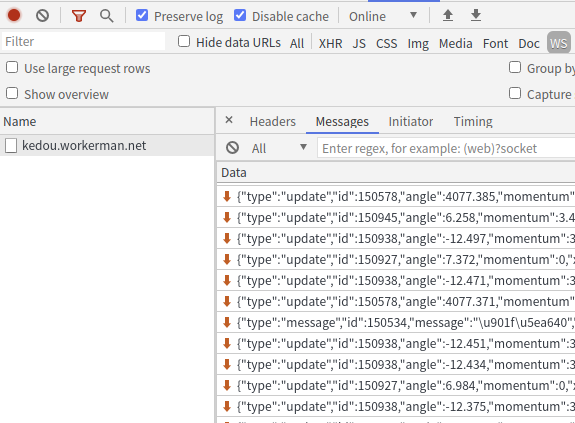 Preserve log Disable cache Online
Filter Hide data URLs All XHR JS CSS Img Media Font Doc WS
Use large request rows Group by
Show overview Capture
Name × Headers Messages Initiator Timing
kedou.workerman.net All Enter regex, for example: (web)?socket
Data
{"type":"update","id":150578,"angle":4077.385,"momentum"
{"type":"update","id":150945,"angle":6.258,"momentum":3.4
{"type":"update","id":150938,"angle":-12.497,"momentum":3
{"type":"update","id":150927,"angle":7.372,"momentum":0,"x
{"type":"update","id":150938,"angle":-12.471,"momentum":3
{"type":"update","id":150578,"angle":4077.371,"momentum"
{"type":"message","id":150534,"message":"\u901f\u5ea640",
{"type":"update","id":150938,"angle":-12.451,"momentum":3
{"type":"update","id":150938,"angle":-12.434,"momentum":3
{"type":"update","id":150927,"angle":6.984,"momentum":0,"x
{"type":"update","id":150938,"angle":-12.375,"momentum":3